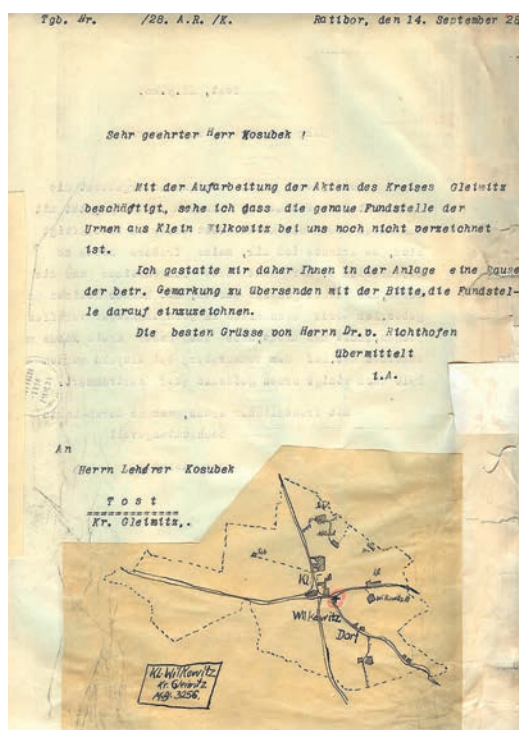 Tgb. Nr. /28. A.R. /K. Ratibor, den 14. September 28
Sehr geehrter Herr Kosubek !
Mit der Aufarbeitung der Akten des Kreises Gleiwitz
beschäftigt, sehe ich dass die genaue Fundstelle der
Urnen aus Klein Wilkowitz bei uns noch nicht verzeichnet
ist.
Ich gastatte mir daher Ihnen in der Anlage eine Pause
der betr. Gemarkung zu übersenden mit der Bitte,die Fundstel-
le darauf einzuzeichnen.
Die besten Grüsse von Herrn Dr.v. Richthofen
übermittelt
i.A.
An
Herrn Lehérer Kosubek
T o s t
Kr. Gleiwitz,.
Kl.
Wilkowitz
Dorf
Kl-Wilkowitz
Kr. Gleiwitz
3256.